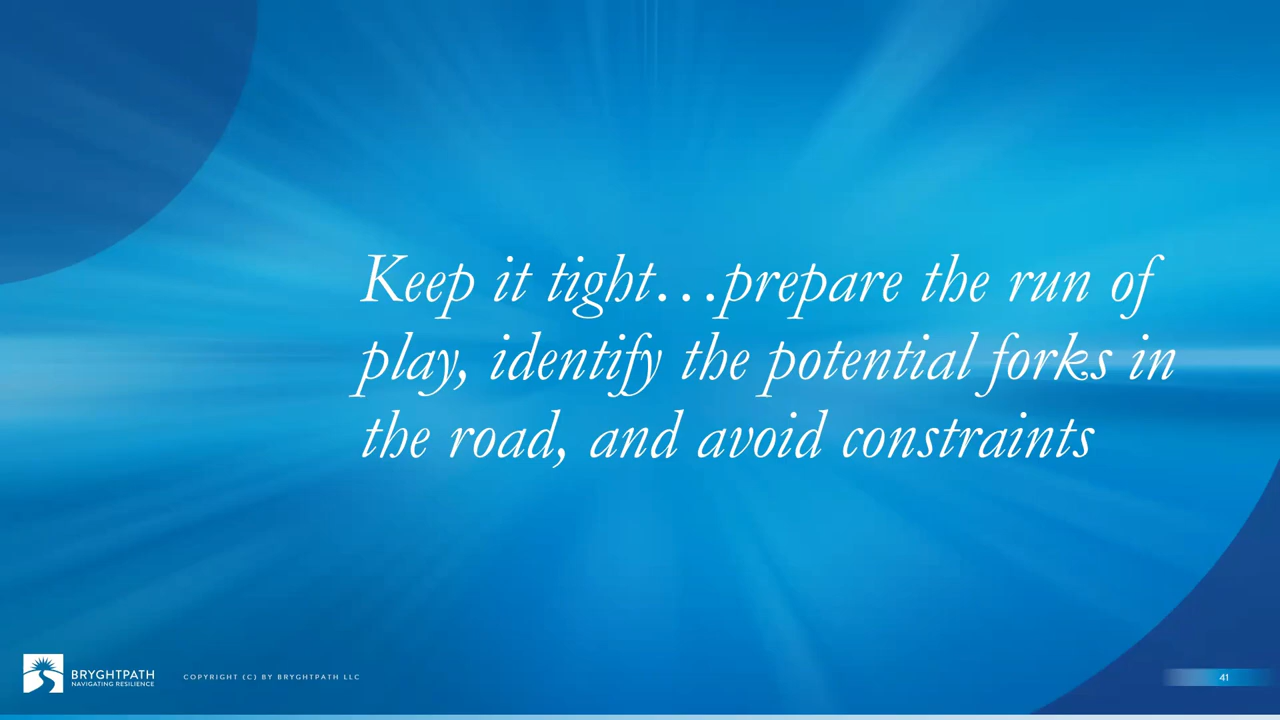 Keep it tight...prepare the run of
play, identify the potential forks in
the road, and avoid constraints
BRYGHTPATH
NAVIGATING RESILIENCE
COPYRIGHT (C) BY BRYGHTPATH LLC
41